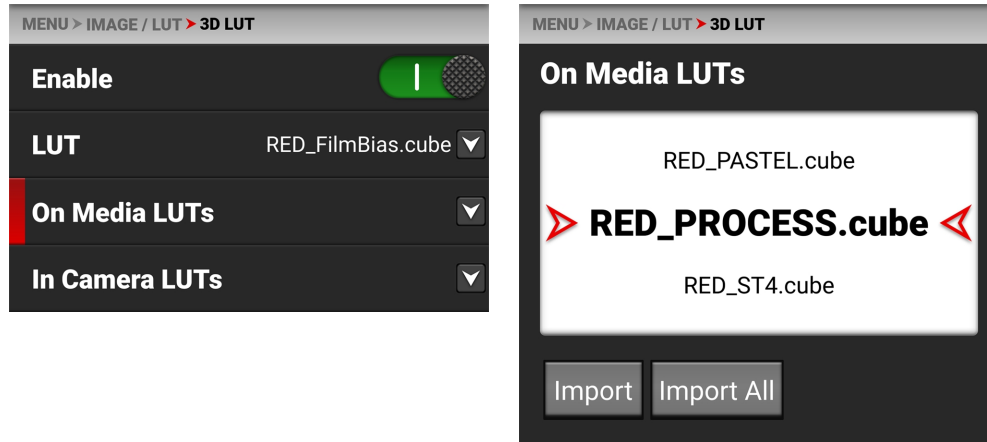 MENU > IMAGE / LUT > 3D LUT
Enable
LUT RED_FilmBias.cube
On Media LUTs
In Camera LUTs
MENU > IMAGE / LUT > 3D LUT
On Media LUTs
RED_PASTEL.cube
RED_PROCESS.cube
RED_ST4.cube
Import Import All